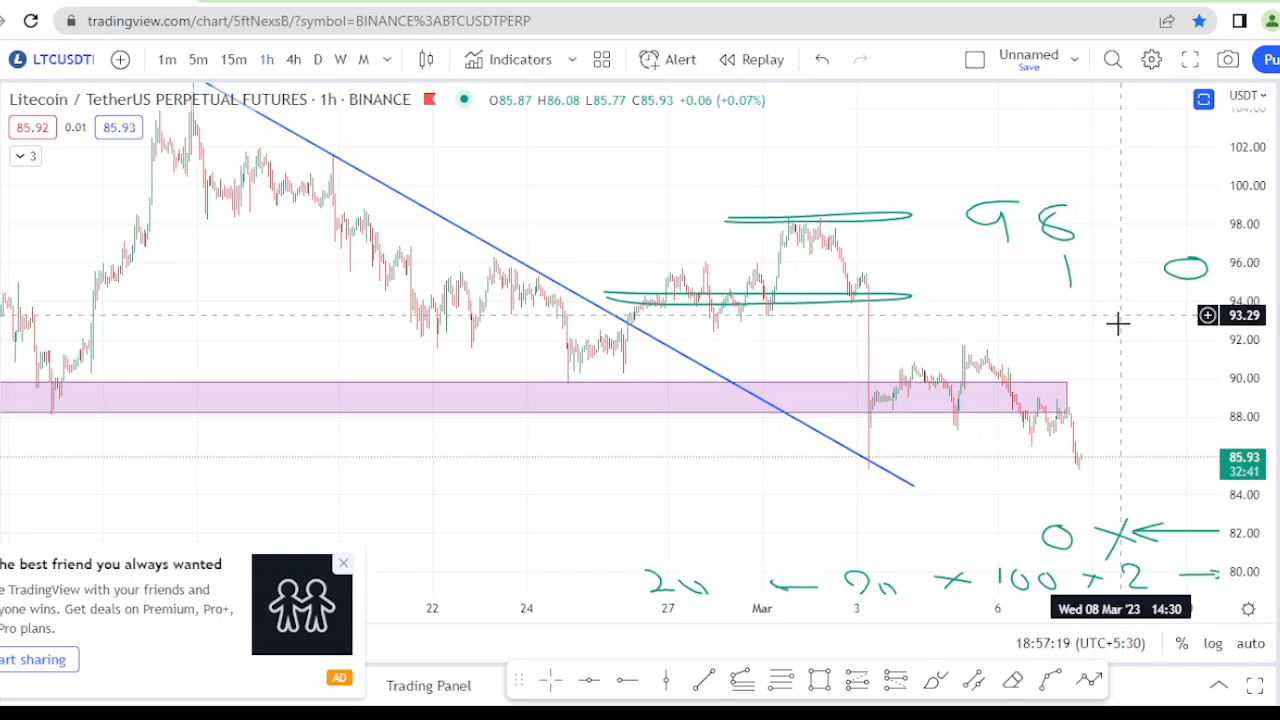 tradingview.com/chart/5ftNexsB/?symbol=BINANCE%3ABTCUSDTPERP
LTCUSDT 1m 5m 15m 1h 4h D W M Indicators Alert Replay Unnamed Save
Litecoin / TetherUS PERPETUAL FUTURES · 1h · BINANCE O85.87 H86.08 L85.77 C85.93 +0.06 (+0.07%) USDT
85.92 0.01 85.93
3
104.00
102.00
100.00
98.00
96.00
94.00
93.29
92.00
90.00
88.00
85.93
32:41
84.00
82.00
80.00
98
1 0
0 X
20 ← 20 × 100 + 2 →
he best friend you always wanted
e TradingView with your friends and
yone wins. Get deals on Premium, Pro+,
Pro plans.
art sharing
AD
22 24 27 Mar 3 6 Wed 08 Mar '23 14:30
18:57:19 (UTC+5:30) % log auto
Trading Panel